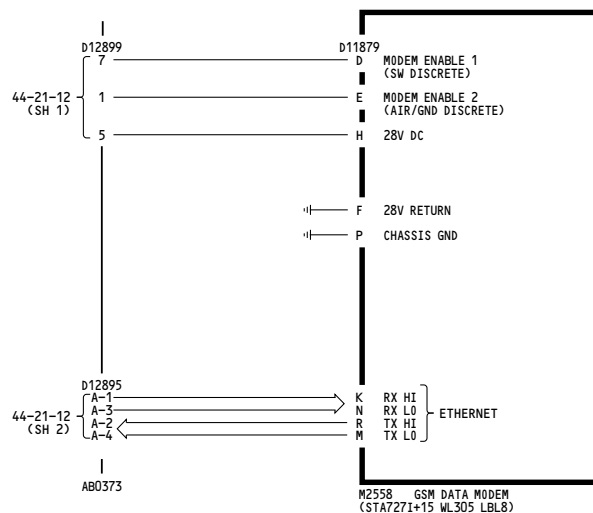 D12899 D11879
7 D MODEM ENABLE 1
(SW DISCRETE)
44-21-12
(SH 1)
1 E MODEM ENABLE 2
(AIR/GND DISCRETE)
5 H 28V DC
F 28V RETURN
P CHASSIS GND
D12895
A-1 K RX HI
A-3 N RX LO
44-21-12
(SH 2)
ETHERNET
A-2 R TX HI
A-4 M TX LO
AB0373
M2558 GSM DATA MODEM
(STA727I+15 WL305 LBL8)